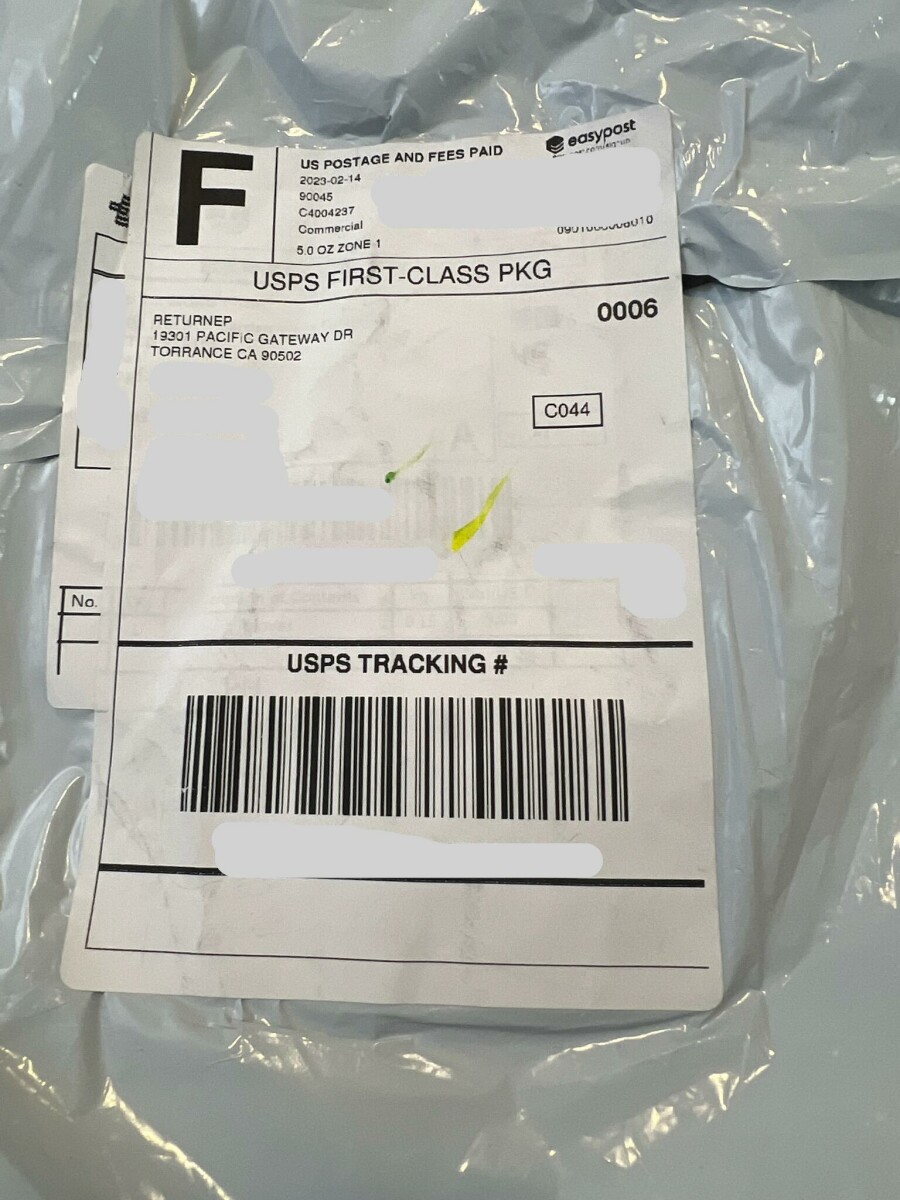 F
US POSTAGE AND FEES PAID
easypost
2023-02-14
90045
C4004237
Commercial
5.0 OZ ZONE 1
USPS FIRST-CLASS PKG
0006
RETURNEP
19301 PACIFIC GATEWAY DR
TORRANCE CA 90502
C044
No.
USPS TRACKING #